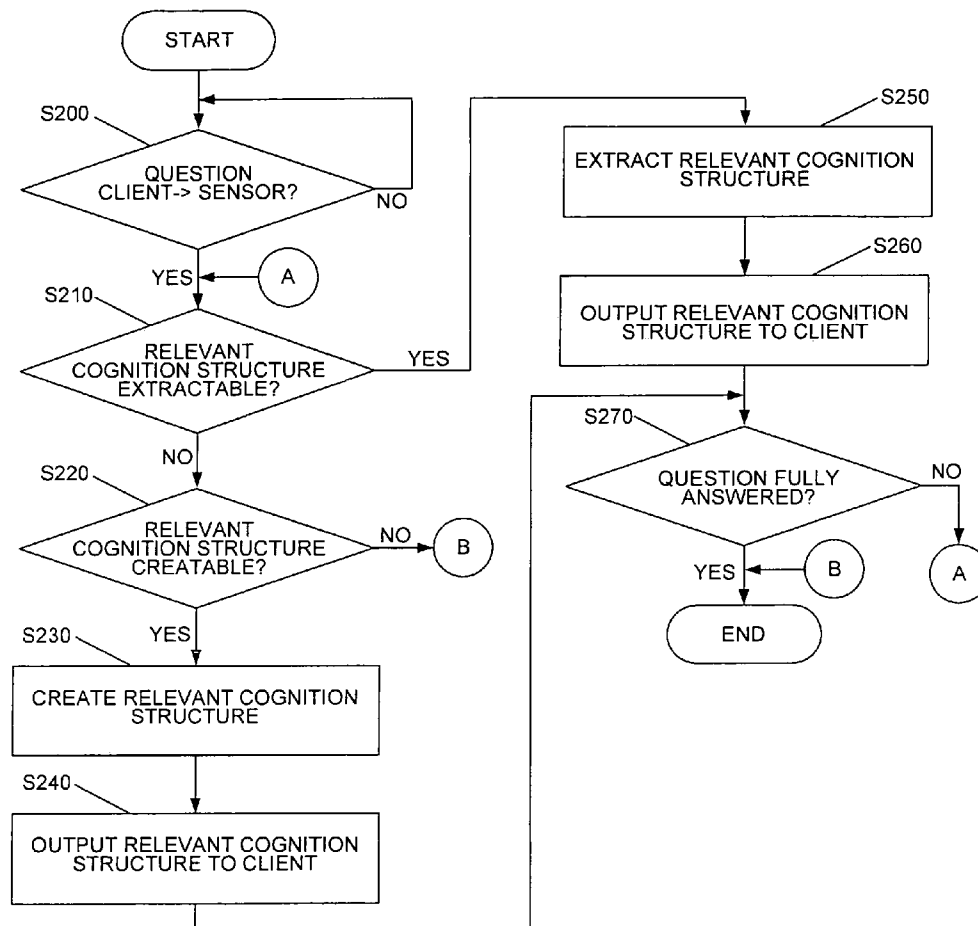 START
S200
QUESTION
CLIENT-> SENSOR?
NO
YES
A
S210
RELEVANT
COGNITION STRUCTURE
EXTRACTABLE?
YES
NO
S220
RELEVANT
COGNITION STRUCTURE
CREATABLE?
NO
B
YES
S230
CREATE RELEVANT COGNITION
STRUCTURE
S240
OUTPUT RELEVANT COGNITION
STRUCTURE TO CLIENT
S250
EXTRACT RELEVANT COGNITION
STRUCTURE
S260
OUTPUT RELEVANT COGNITION
STRUCTURE TO CLIENT
S270
QUESTION FULLY
ANSWERED?
NO
A
YES
B
END